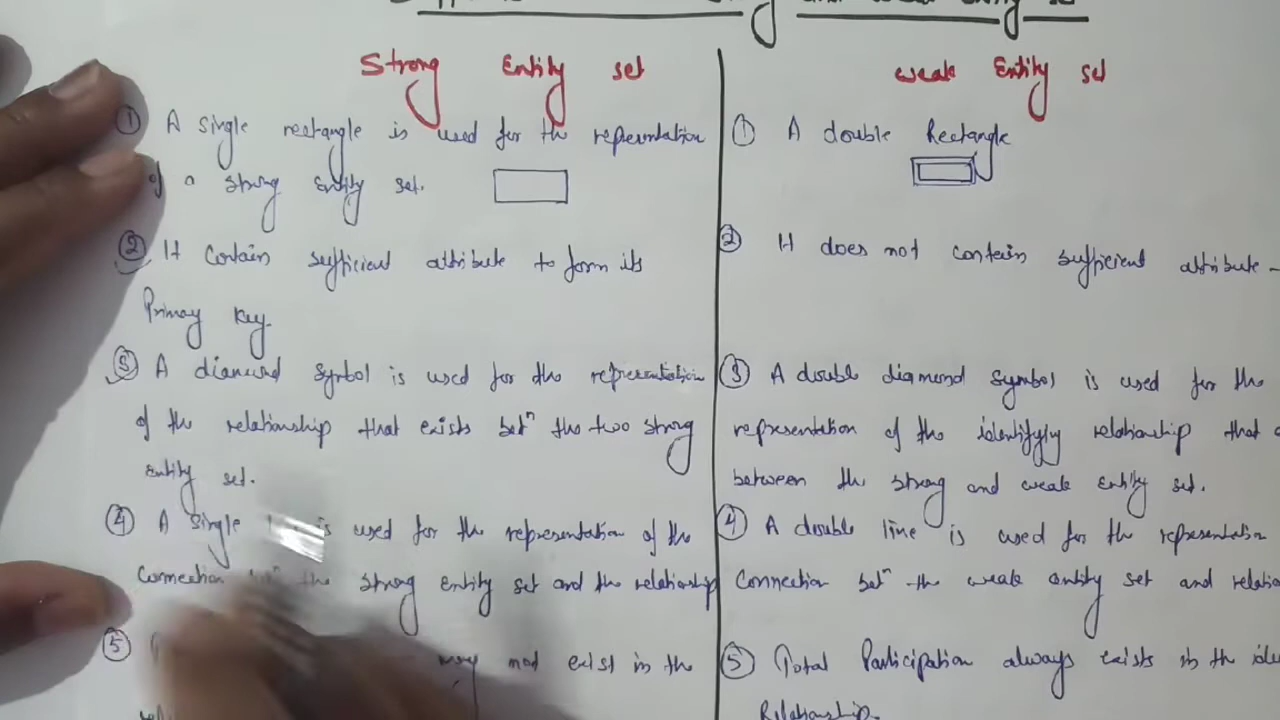 and weak Entity set
Strong Entity set
① A single rectangle is used for the representation
of a strong Entity set.
② It contain sufficient attribute to form its
Primary Key.
③ A diamond symbol is used for the representation
of the relationship that exists betⁿ the two strong
Entity set.
④ A single is used for the representation of the
Connection the strong entity set and the relationship
⑤ may not exist in the
weak Entity set
① A double Rectangle
② It does not contain sufficient attribute -
③ A double diamond symbol is used for the
representation of the identifyly relationship that
between the strong and weak entity set.
④ A double line is used for the representation
Connection betⁿ the weak entity set and relatio
⑤ Total Participation always exists in the ide
Relationship.